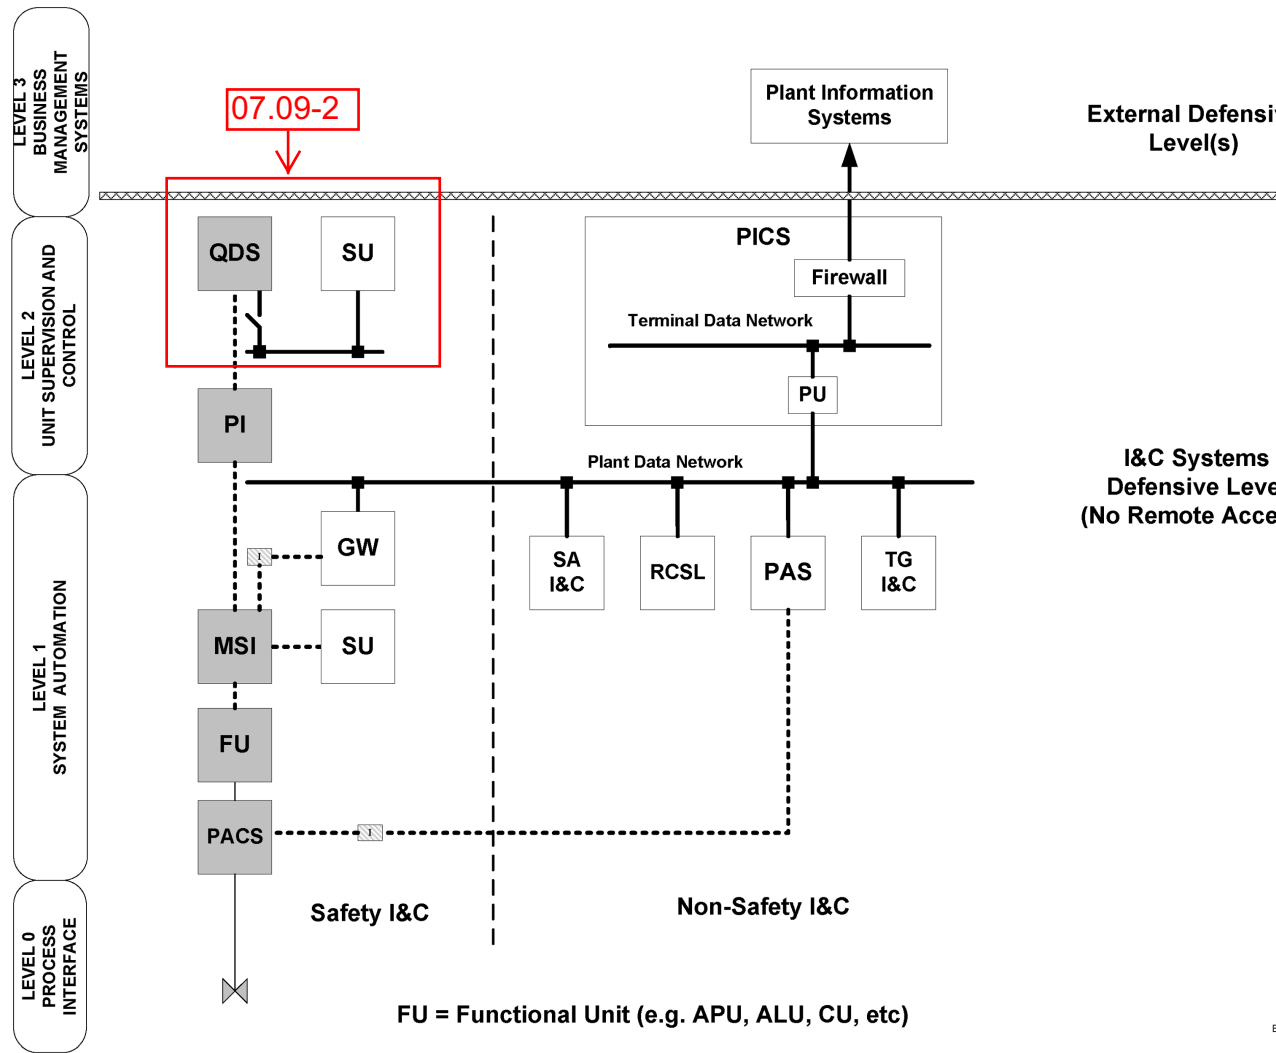 LEVEL 3
BUSINESS
MANAGEMENT
SYSTEMS
07.09-2
Plant Information
Systems
External Defensiv
Level(s)
LEVEL 2
UNIT SUPERVISION AND
CONTROL
QDS
SU
PICS
Firewall
Terminal Data Network
PU
PI
Plant Data Network
I&C Systems
Defensive Leve
(No Remote Acce
LEVEL 1
SYSTEM AUTOMATION
GW
I
SA
I&C
RCSL
PAS
TG
I&C
MSI
SU
FU
PACS
I
LEVEL 0
PROCESS
INTERFACE
Safety I&C
Non-Safety I&C
FU = Functional Unit (e.g. APU, ALU, CU, etc)
E